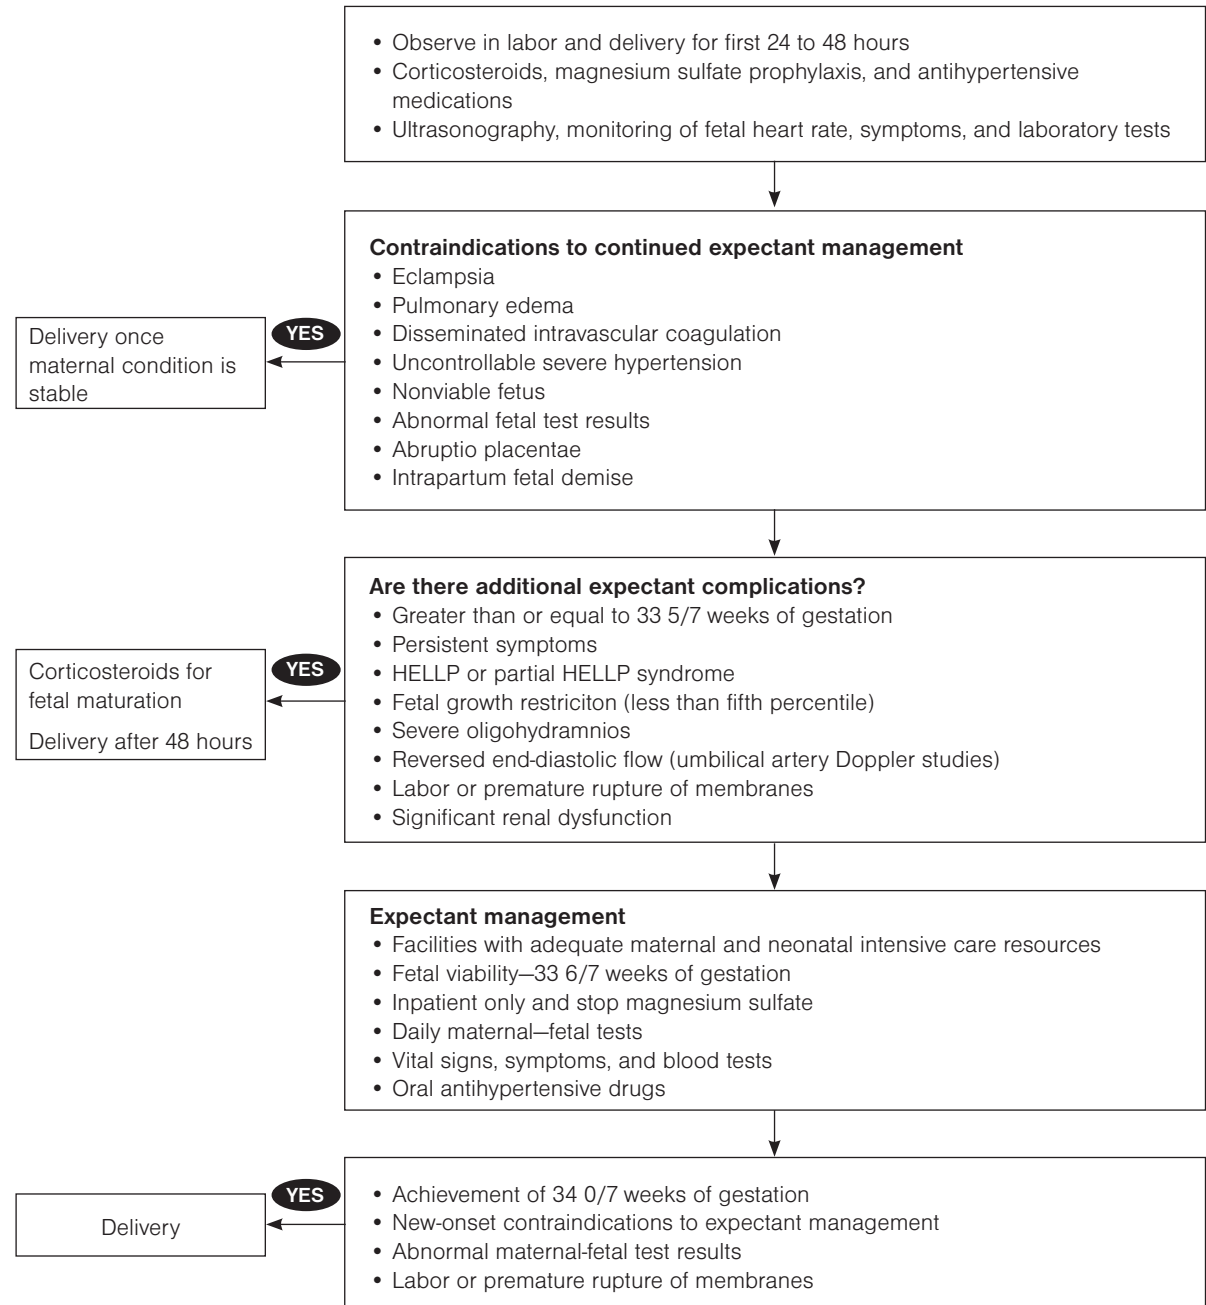 • Observe in labor and delivery for first 24 to 48 hours
• Corticosteroids, magnesium sulfate prophylaxis, and antihypertensive
medications
• Ultrasonography, monitoring of fetal heart rate, symptoms, and laboratory tests
Contraindications to continued expectant management
• Eclampsia
• Pulmonary edema
• Disseminated intravascular coagulation
• Uncontrollable severe hypertension
• Nonviable fetus
• Abnormal fetal test results
• Abruptio placentae
• Intrapartum fetal demise
YES
Delivery once
maternal condition is
stable
Are there additional expectant complications?
• Greater than or equal to 33 5/7 weeks of gestation
• Persistent symptoms
• HELLP or partial HELLP syndrome
• Fetal growth restriciton (less than fifth percentile)
• Severe oligohydramnios
• Reversed end-diastolic flow (umbilical artery Doppler studies)
• Labor or premature rupture of membranes
• Significant renal dysfunction
YES
Corticosteroids for
fetal maturation
Delivery after 48 hours
Expectant management
• Facilities with adequate maternal and neonatal intensive care resources
• Fetal viability—33 6/7 weeks of gestation
• Inpatient only and stop magnesium sulfate
• Daily maternal—fetal tests
• Vital signs, symptoms, and blood tests
• Oral antihypertensive drugs
• Achievement of 34 0/7 weeks of gestation
• New-onset contraindications to expectant management
• Abnormal maternal-fetal test results
• Labor or premature rupture of membranes
YES
Delivery